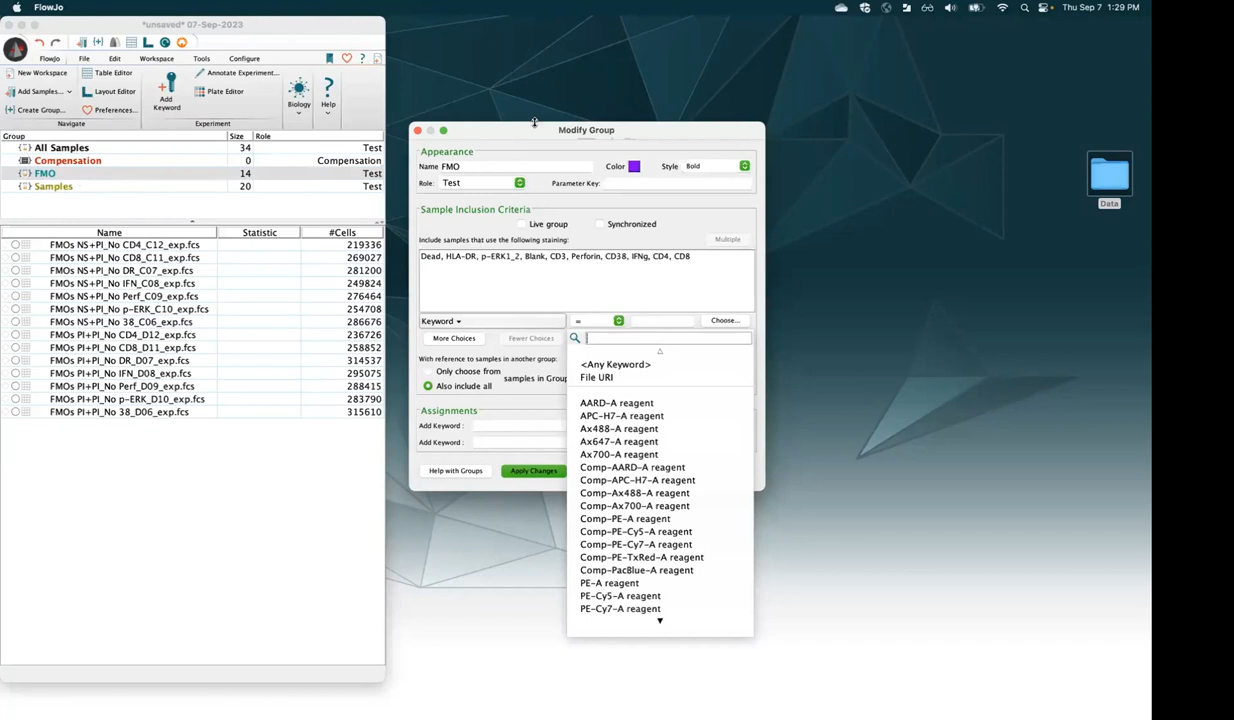 FlowJo
Thu Sep 7 1:29 PM
*unsaved* 07-Sep-2023
FlowJo File Edit Workspace Tools Configure
New Workspace
Table Editor
Annotate Experiment...
Add Samples...
Layout Editor
Add Keyword
Plate Editor
Biology
Help
Create Group...
Preferences...
Navigate
Experiment
Group Size Role
All Samples 34 Test
Compensation 0 Compensation
FMO 14 Test
Samples 20 Test
Name Statistic #Cells
FMOs NS+PI_No CD4_C12_exp.fcs 219336
FMOs NS+PI_No CD8_C11_exp.fcs 269027
FMOs NS+PI_No DR_C07_exp.fcs 281200
FMOs NS+PI_No IFN_C08_exp.fcs 249824
FMOs NS+PI_No Perf_C09_exp.fcs 276464
FMOs NS+PI_No p-ERK_C10_exp.fcs 254708
FMOs NS+PI_No 38_C06_exp.fcs 286676
FMOs PI+PI_No CD4_D12_exp.fcs 236726
FMOs PI+PI_No CD8_D11_exp.fcs 258852
FMOs PI+PI_No DR_D07_exp.fcs 314537
FMOs PI+PI_No IFN_D08_exp.fcs 295075
FMOs PI+PI_No Perf_D09_exp.fcs 288415
FMOs PI+PI_No p-ERK_D10_exp.fcs 283790
FMOs PI+PI_No 38_D06_exp.fcs 315610
Modify Group
Appearance
Name FMO Color Style Bold
Role: Test Parameter Key:
Sample Inclusion Criteria
Live group Synchronized
Include samples that use the following staining: Multiple
Dead, HLA-DR, p-ERK1_2, Blank, CD3, Perforin, CD38, IFNg, CD4, CD8
Keyword = Choose...
More Choices Fewer Choices
With reference to samples in another group:
Only choose from
samples in Group
Also include all
Assignments
Add Keyword :
Add Keyword :
Help with Groups Apply Changes
<Any Keyword>
File URI
AARD-A reagent
APC-H7-A reagent
Ax488-A reagent
Ax647-A reagent
Ax700-A reagent
Comp-AARD-A reagent
Comp-APC-H7-A reagent
Comp-Ax488-A reagent
Comp-Ax700-A reagent
Comp-PE-A reagent
Comp-PE-Cy5-A reagent
Comp-PE-Cy7-A reagent
Comp-PE-TxRed-A reagent
Comp-PacBlue-A reagent
PE-A reagent
PE-Cy5-A reagent
PE-Cy7-A reagent
Data